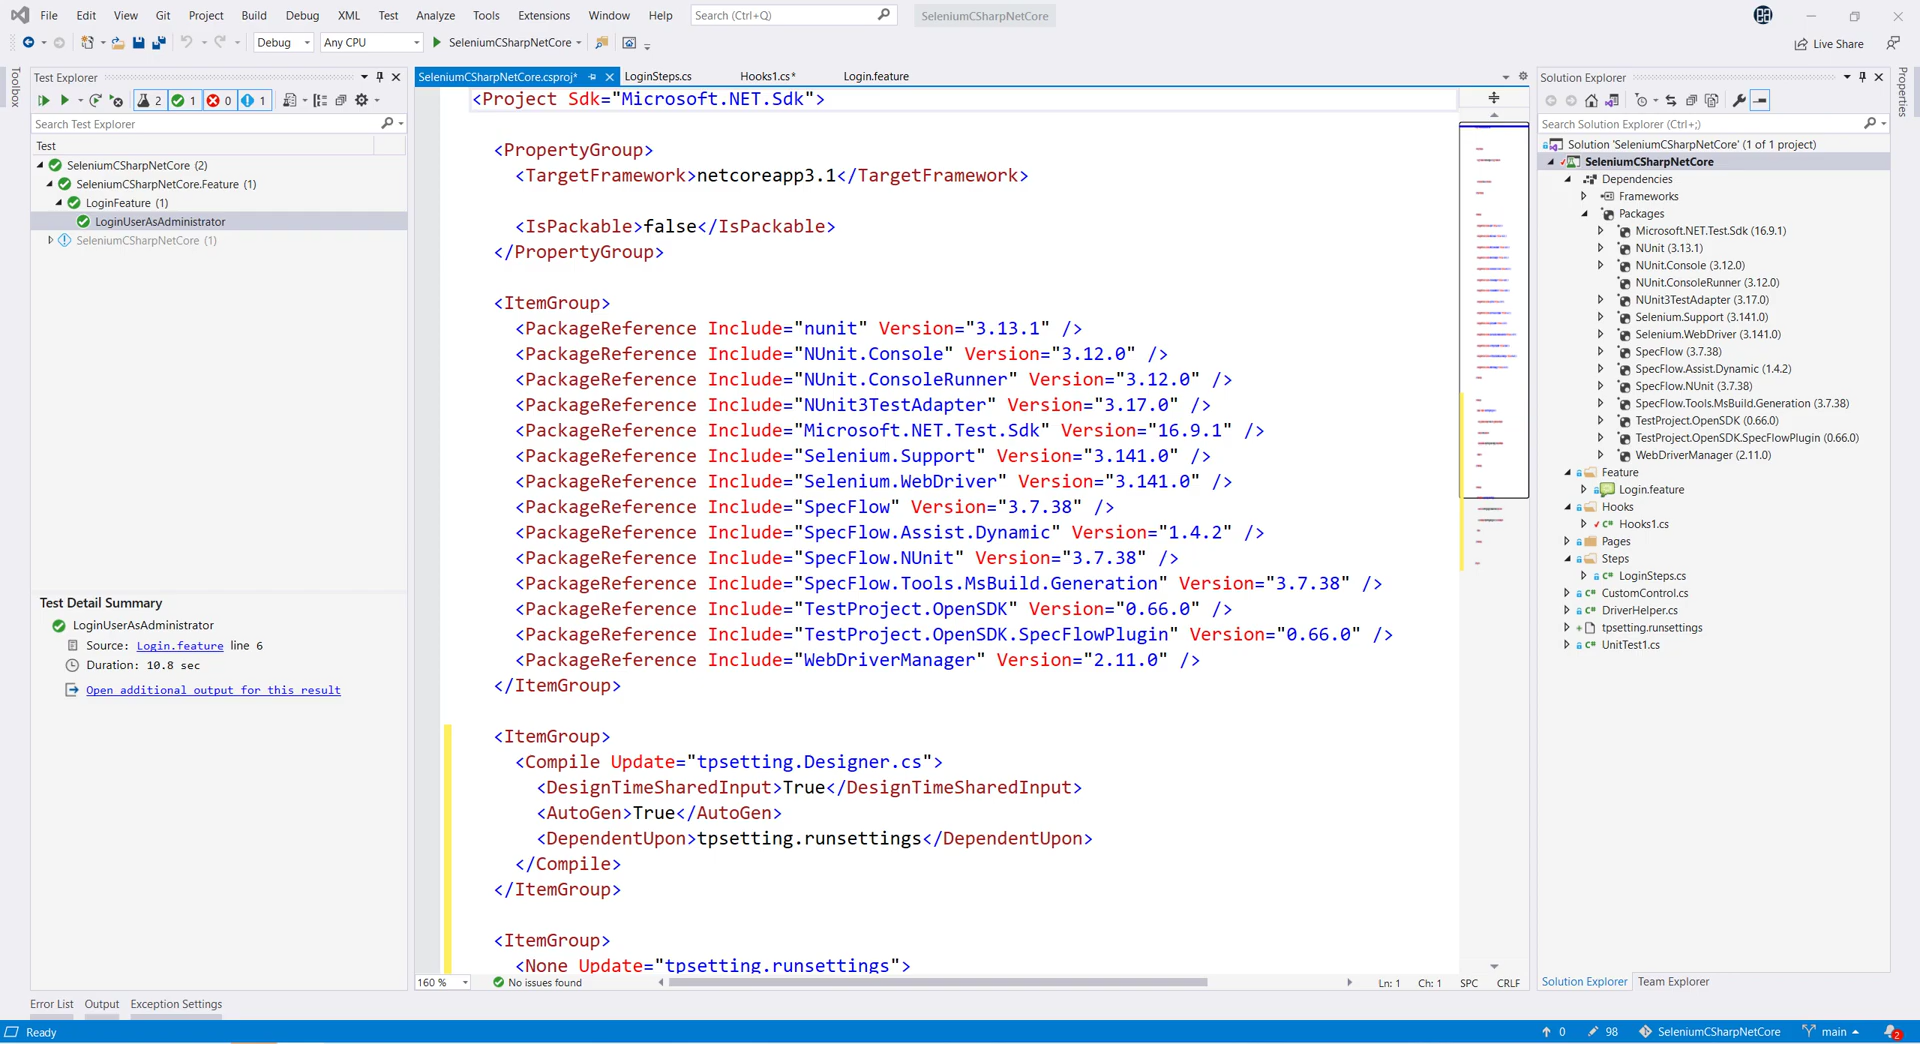 File Edit View Git Project Build Debug XML Test Analyze Tools Extensions Window Help Search (Ctrl+Q) SeleniumCSharpNetCore
Debug Any CPU SeleniumCSharpNetCore Live Share
Toolbox
Test Explorer
2 1 0 1
Search Test Explorer
Test
SeleniumCSharpNetCore (2)
SeleniumCSharpNetCore.Feature (1)
LoginFeature (1)
LoginUserAsAdministrator
SeleniumCSharpNetCore (1)
Test Detail Summary
LoginUserAsAdministrator
Source: Login.feature line 6
Duration: 10.8 sec
Open additional output for this result
SeleniumCSharpNetCore.csproj* LoginSteps.cs Hooks1.cs* Login.feature
<Project Sdk="Microsoft.NET.Sdk">
<PropertyGroup>
<TargetFramework>netcoreapp3.1</TargetFramework>
<IsPackable>false</IsPackable>
</PropertyGroup>
<ItemGroup>
<PackageReference Include="nunit" Version="3.13.1" />
<PackageReference Include="NUnit.Console" Version="3.12.0" />
<PackageReference Include="NUnit.ConsoleRunner" Version="3.12.0" />
<PackageReference Include="NUnit3TestAdapter" Version="3.17.0" />
<PackageReference Include="Microsoft.NET.Test.Sdk" Version="16.9.1" />
<PackageReference Include="Selenium.Support" Version="3.141.0" />
<PackageReference Include="Selenium.WebDriver" Version="3.141.0" />
<PackageReference Include="SpecFlow" Version="3.7.38" />
<PackageReference Include="SpecFlow.Assist.Dynamic" Version="1.4.2" />
<PackageReference Include="SpecFlow.NUnit" Version="3.7.38" />
<PackageReference Include="SpecFlow.Tools.MsBuild.Generation" Version="3.7.38" />
<PackageReference Include="TestProject.OpenSDK" Version="0.66.0" />
<PackageReference Include="TestProject.OpenSDK.SpecFlowPlugin" Version="0.66.0" />
<PackageReference Include="WebDriverManager" Version="2.11.0" />
</ItemGroup>
<ItemGroup>
<Compile Update="tpsetting.Designer.cs">
<DesignTimeSharedInput>True</DesignTimeSharedInput>
<AutoGen>True</AutoGen>
<DependentUpon>tpsetting.runsettings</DependentUpon>
</Compile>
</ItemGroup>
<ItemGroup>
<None Update="tpsetting.runsettings">
160 % No issues found Ln: 1 Ch: 1 SPC CRLF
Solution Explorer
Search Solution Explorer (Ctrl+;)
Solution 'SeleniumCSharpNetCore' (1 of 1 project)
SeleniumCSharpNetCore
Dependencies
Frameworks
Packages
Microsoft.NET.Test.Sdk (16.9.1)
NUnit (3.13.1)
NUnit.Console (3.12.0)
NUnit.ConsoleRunner (3.12.0)
NUnit3TestAdapter (3.17.0)
Selenium.Support (3.141.0)
Selenium.WebDriver (3.141.0)
SpecFlow (3.7.38)
SpecFlow.Assist.Dynamic (1.4.2)
SpecFlow.NUnit (3.7.38)
SpecFlow.Tools.MsBuild.Generation (3.7.38)
TestProject.OpenSDK (0.66.0)
TestProject.OpenSDK.SpecFlowPlugin (0.66.0)
WebDriverManager (2.11.0)
Feature
Login.feature
Hooks
Hooks1.cs
Pages
Steps
LoginSteps.cs
CustomControl.cs
DriverHelper.cs
tpsetting.runsettings
UnitTest1.cs
Solution Explorer Team Explorer
Properties
Error List Output Exception Settings
Ready 0 98 SeleniumCSharpNetCore main 2